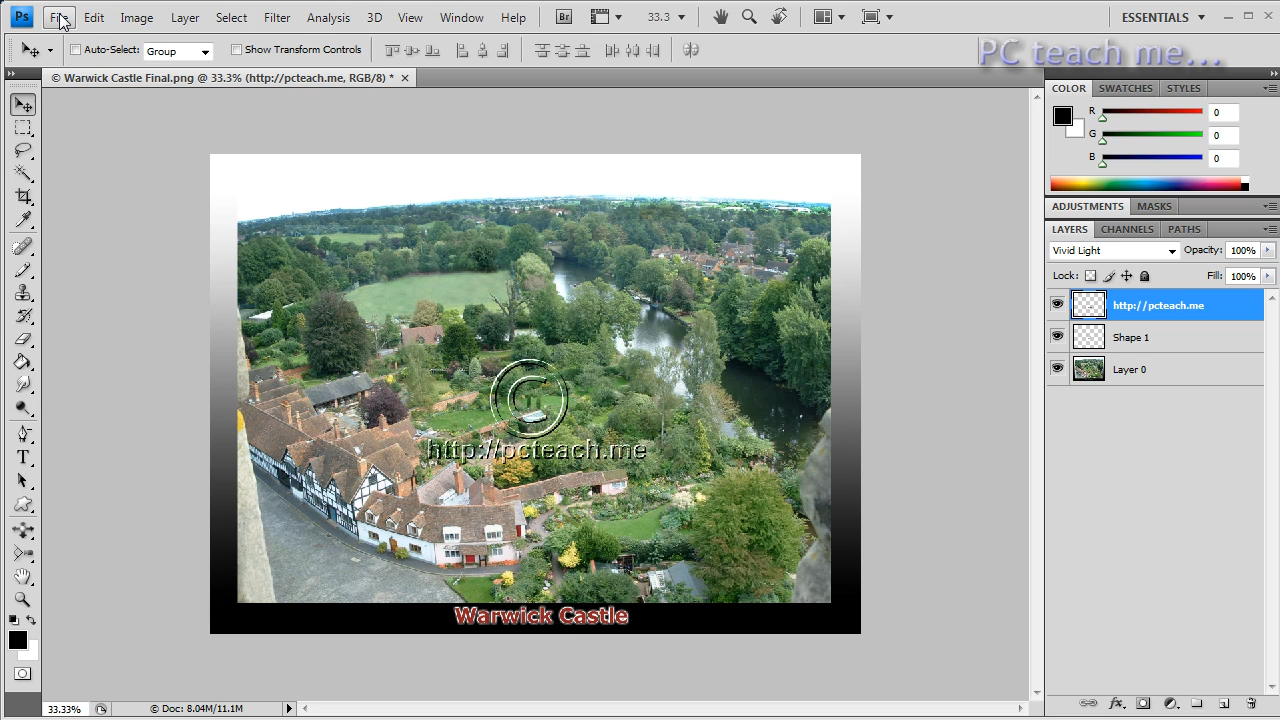 Ps File Edit Image Layer Select Filter Analysis 3D View Window Help Br 33.3 ESSENTIALS
Auto-Select: Group Show Transform Controls
PC teach me...
© Warwick Castle Final.png @ 33.3% (http://pcteach.me, RGB/8) *
COLOR SWATCHES STYLES
R 0
G 0
B 0
ADJUSTMENTS MASKS
LAYERS CHANNELS PATHS
Vivid Light Opacity: 100%
Lock: Fill: 100%
http://pcteach.me
Shape 1
Layer 0
©
http://pcteach.me
Warwick Castle
T
33.33% © Doc: 8.04M/11.1M
fx